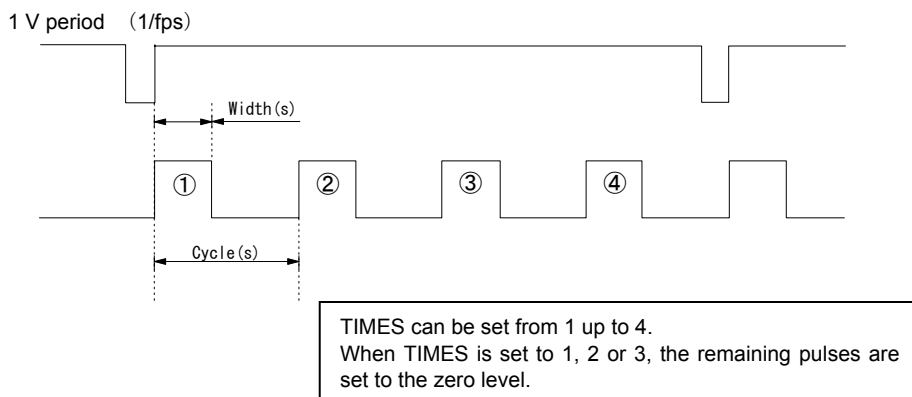 1 V period （1/fps）
Width(s)
① ② ③ ④
Cycle(s)
TIMES can be set from 1 up to 4.
When TIMES is set to 1, 2 or 3, the remaining pulses are
set to the zero level.